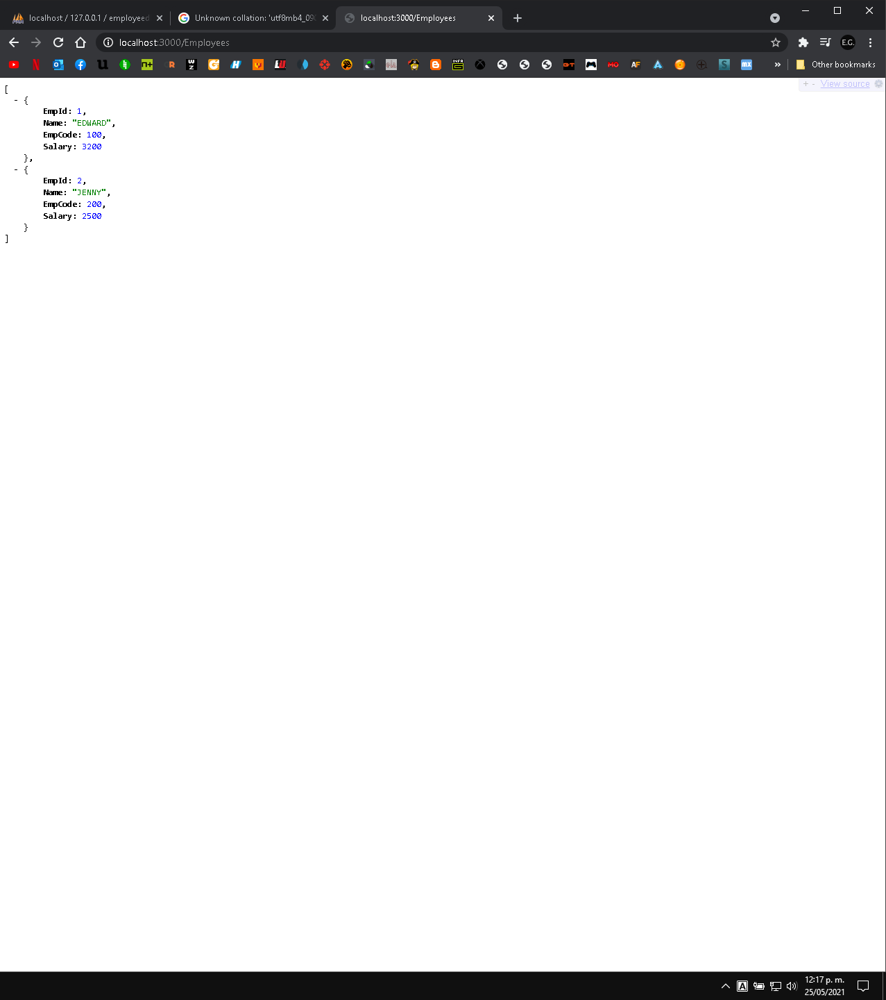 localhost / 127.0.0.1 / employeed
Unknown collation: 'utf8mb4_090
localhost:3000/Employees
localhost:3000/Employees
E.G.
Other bookmarks
+ - View source
[
- {
EmpId: 1,
Name: "EDWARD",
EmpCode: 100,
Salary: 3200
},
- {
EmpId: 2,
Name: "JENNY",
EmpCode: 200,
Salary: 2500
}
]
12:17 p. m.
25/05/2021